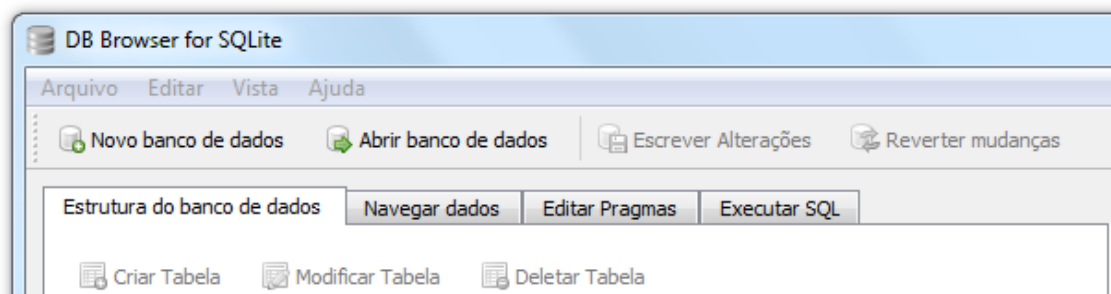 DB Browser for SQLite
Arquivo Editar Vista Ajuda
Novo banco de dados Abrir banco de dados Escrever Alterações Reverter mudanças
Estrutura do banco de dados Navegar dados Editar Pragmas Executar SQL
Criar Tabela Modificar Tabela Deletar Tabela